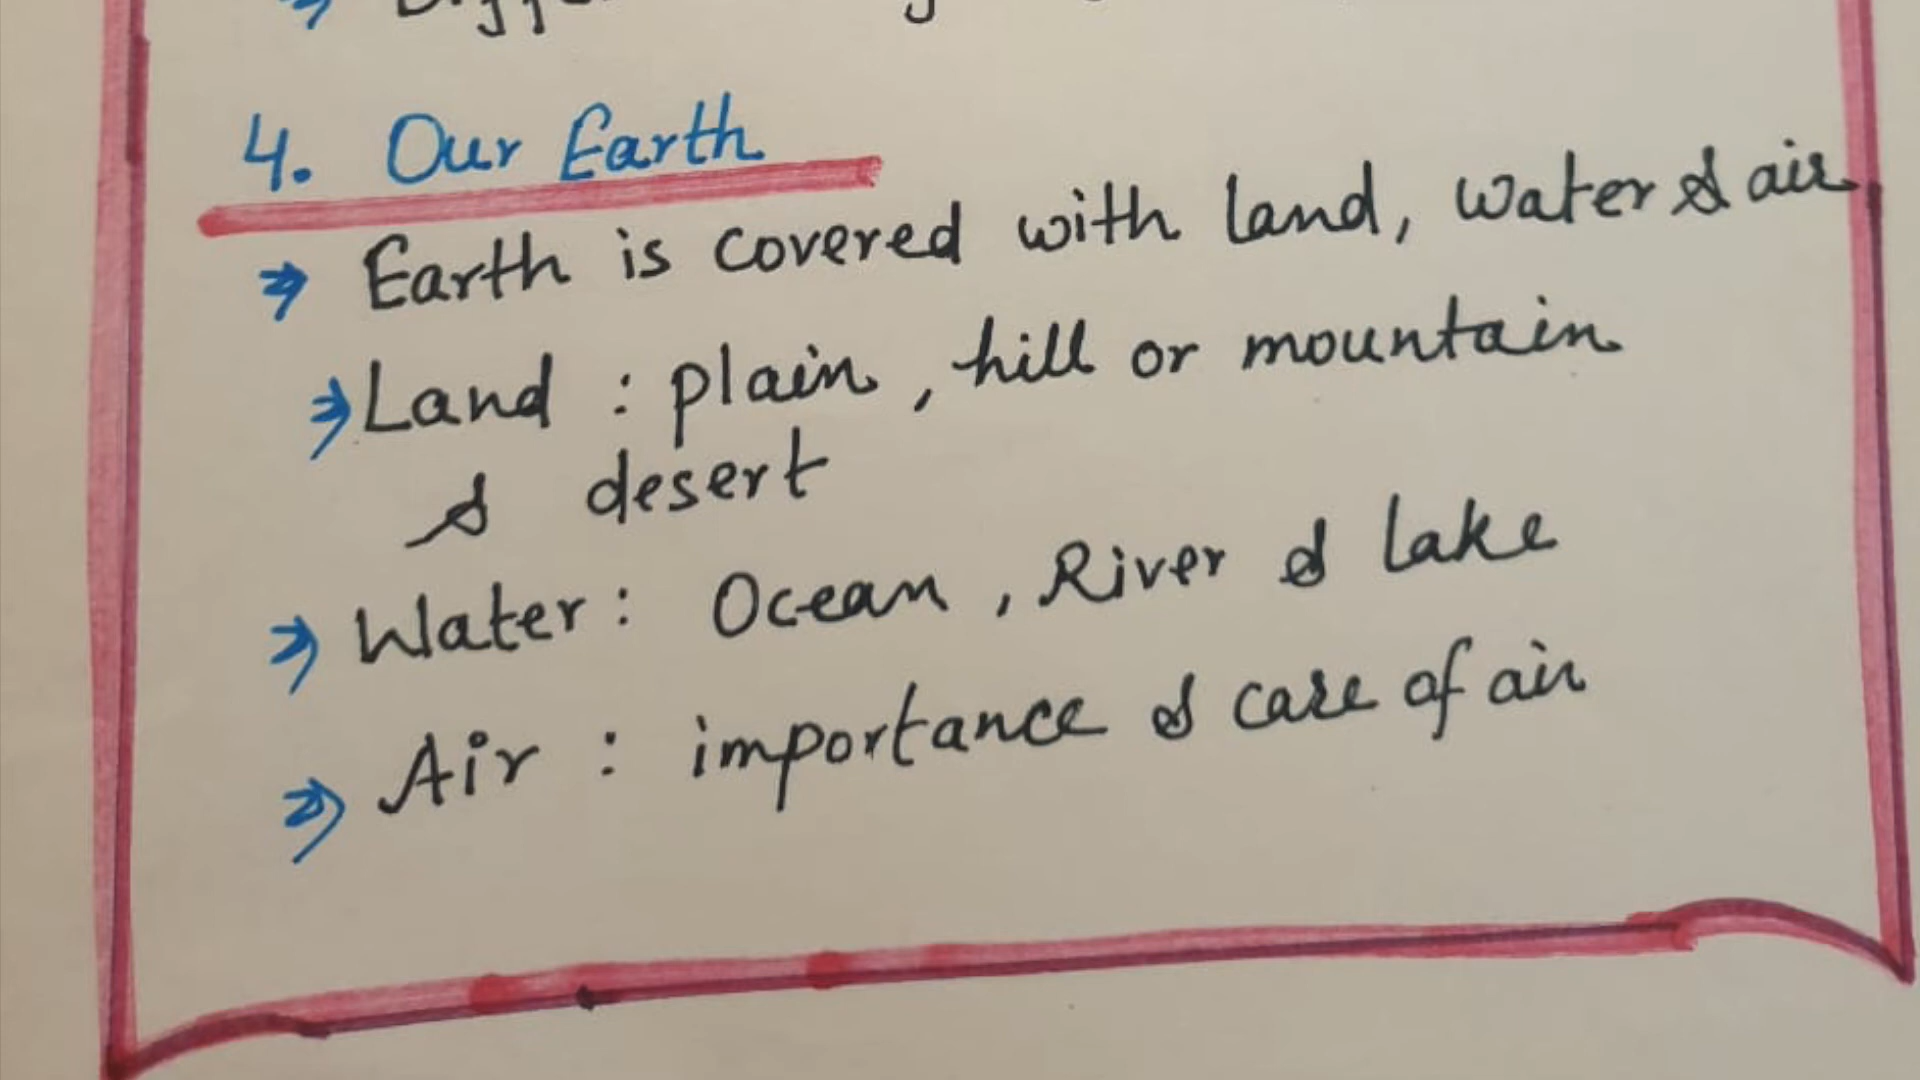 4. Our Earth
⇒ Earth is covered with land, water & air
⇒ Land : plain, hill or mountain
& desert
⇒ Water : Ocean, River & lake
⇒ Air : importance & care of air